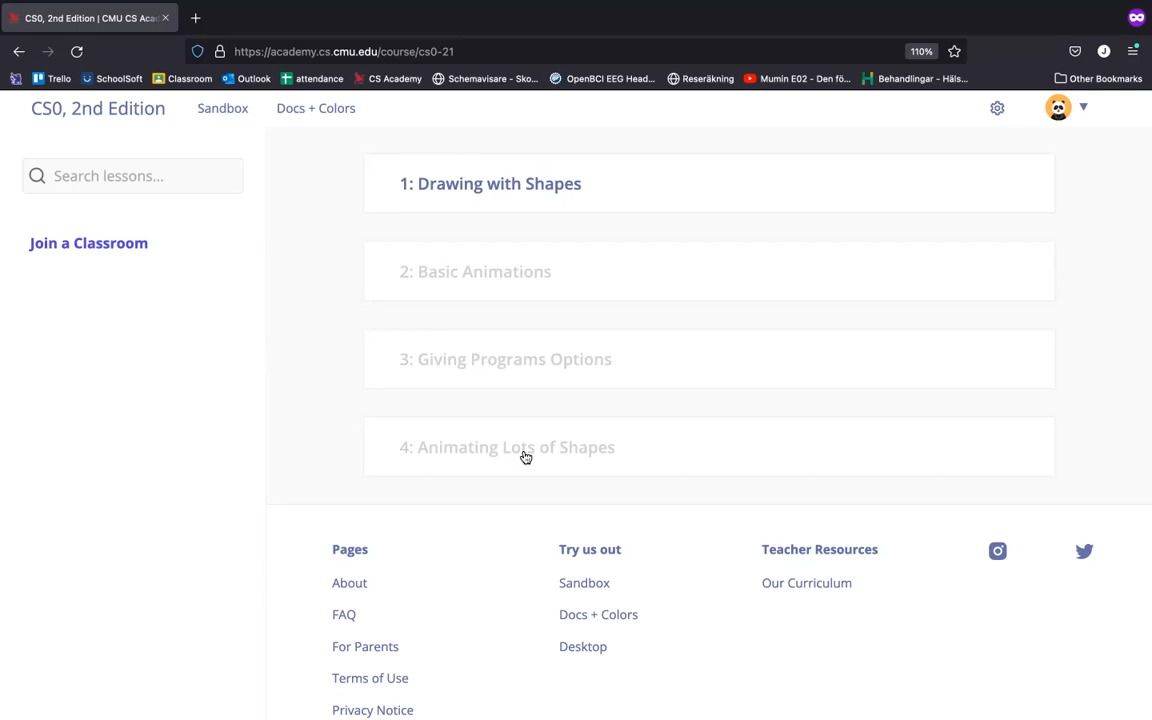 CS0, 2nd Edition | CMU CS Aca
https://academy.cs.cmu.edu/course/cs0-21
110%
Trello
SchoolSoft
Classroom
Outlook
attendance
CS Academy
Schemavisare - Sko...
OpenBCI EEG Head...
Reseräkning
Mumin E02 - Den fö...
Behandlingar - Häls...
Other Bookmarks
J
CS0, 2nd Edition
Sandbox
Docs + Colors
Search lessons...
Join a Classroom
1: Drawing with Shapes
2: Basic Animations
3: Giving Programs Options
4: Animating Lots of Shapes
Pages
About
FAQ
For Parents
Terms of Use
Privacy Notice
Try us out
Sandbox
Docs + Colors
Desktop
Teacher Resources
Our Curriculum